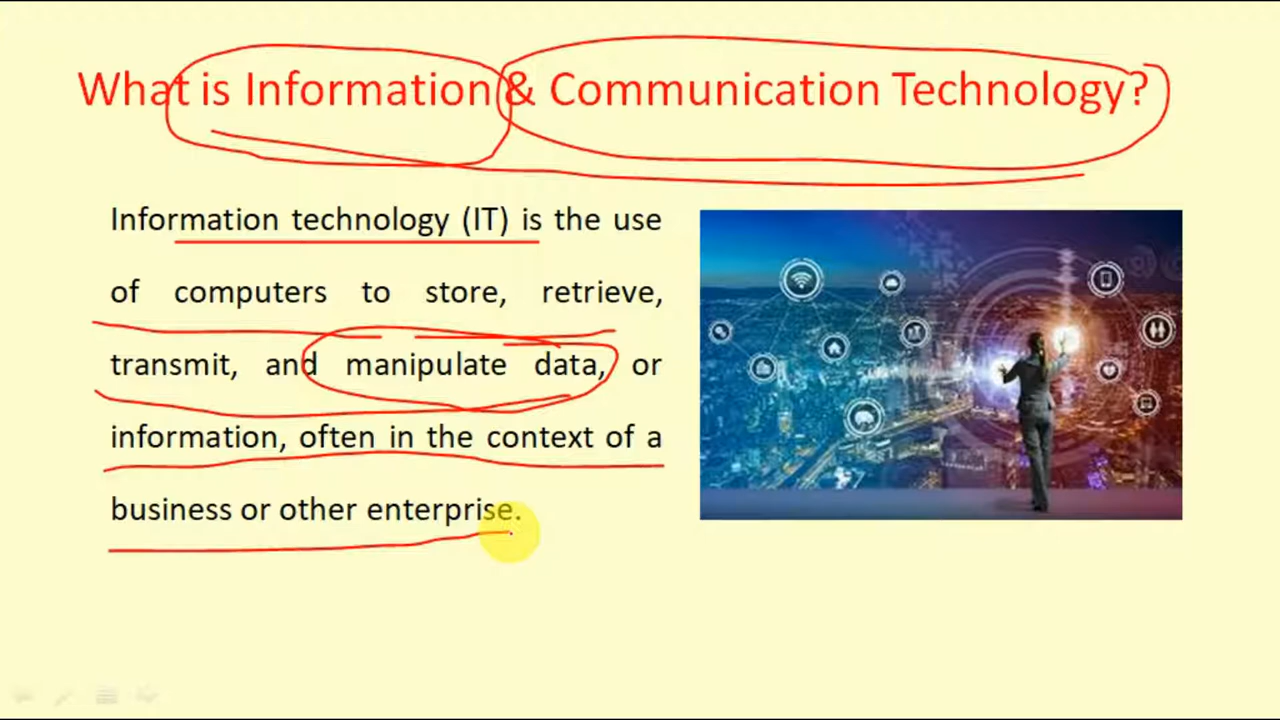 What is Information & Communication Technology?
Information technology (IT) is the use
of computers to store, retrieve,
transmit, and manipulate data, or
information, often in the context of a
business or other enterprise.